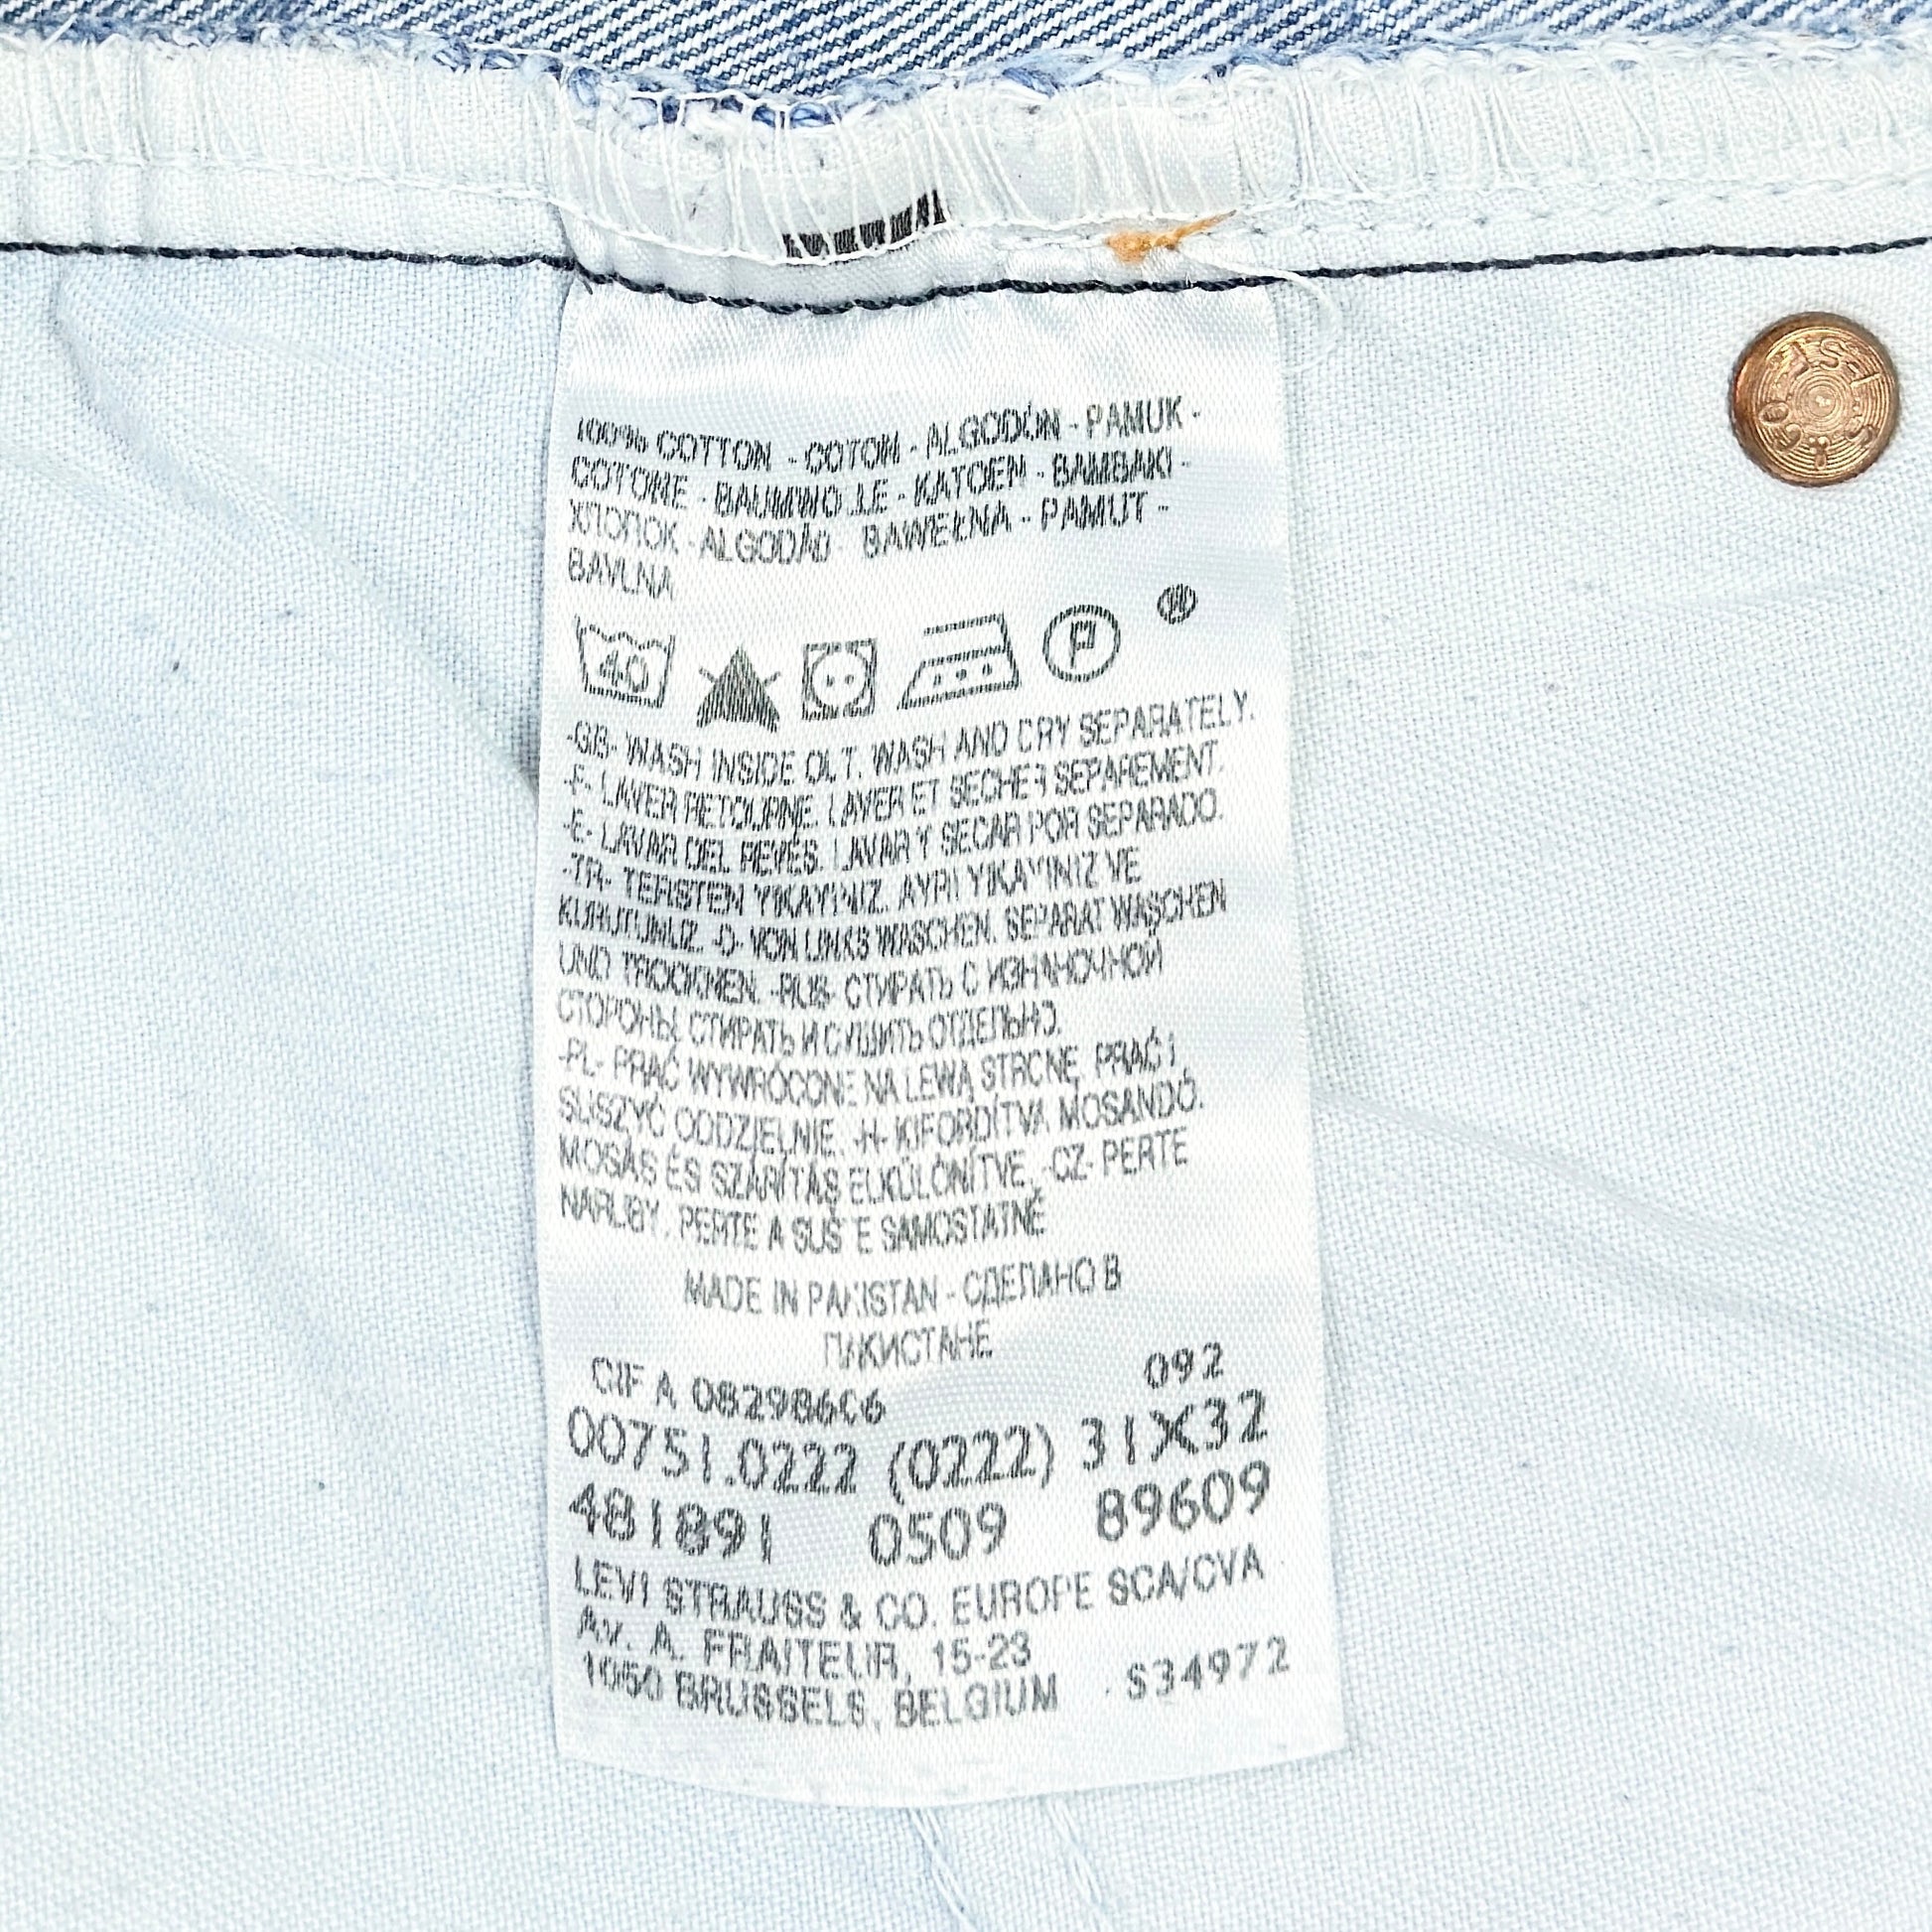 100% COTTON - COTON - ALGODÓN - PAMUK -
COTONE - BAUMWOLLE - KATOEN - BAMBAKI -
ХЛОПОК - ALGODÃO - BAWEŁNA - PAMUT -
BAVLNA
40
P
W
-GB- WASH INSIDE OUT. WASH AND DRY SEPARATELY.
-F- LAVER RETOURNE. LAVER ET SECHER SEPAREMENT.
-E- LAVAR DEL REVÉS. LAVAR Y SECAR POR SEPARADO.
-TR- TERSTEN YIKAYINIZ. AYRI YIKAYINIZ VE
KURUTUNUZ. -D- VON LINKS WASCHEN. SEPARAT WASCHEN
UND TROCKNEN. -RUS- СТИРАТЬ С ИЗНАНОЧНОЙ
СТОРОНЫ. СТИРАТЬ И СУШИТЬ ОТДЕЛЬНО.
-PL- PRAĆ WYWRÓCONE NA LEWĄ STRONĘ. PRAĆ I
SUSZYĆ ODDZIELNIE. -H- KIFORDÍTVA MOSANDÓ.
MOSÁS ÉS SZÁRÍTÁS ELKÜLÖNÍTVE. -CZ- PERTE
NARUBY. PERTE A SUŠTE SAMOSTATNĚ
MADE IN PAKISTAN - СДЕЛАНО В
ПАКИСТАНЕ
CIF A 08298606 092
00751.0222 (0222) 31X32
481891 0509 89609
LEVI STRAUSS & CO. EUROPE SCA/CVA
AV. A. FRAITEUR, 15-23
1050 BRUSSELS, BELGIUM S34972